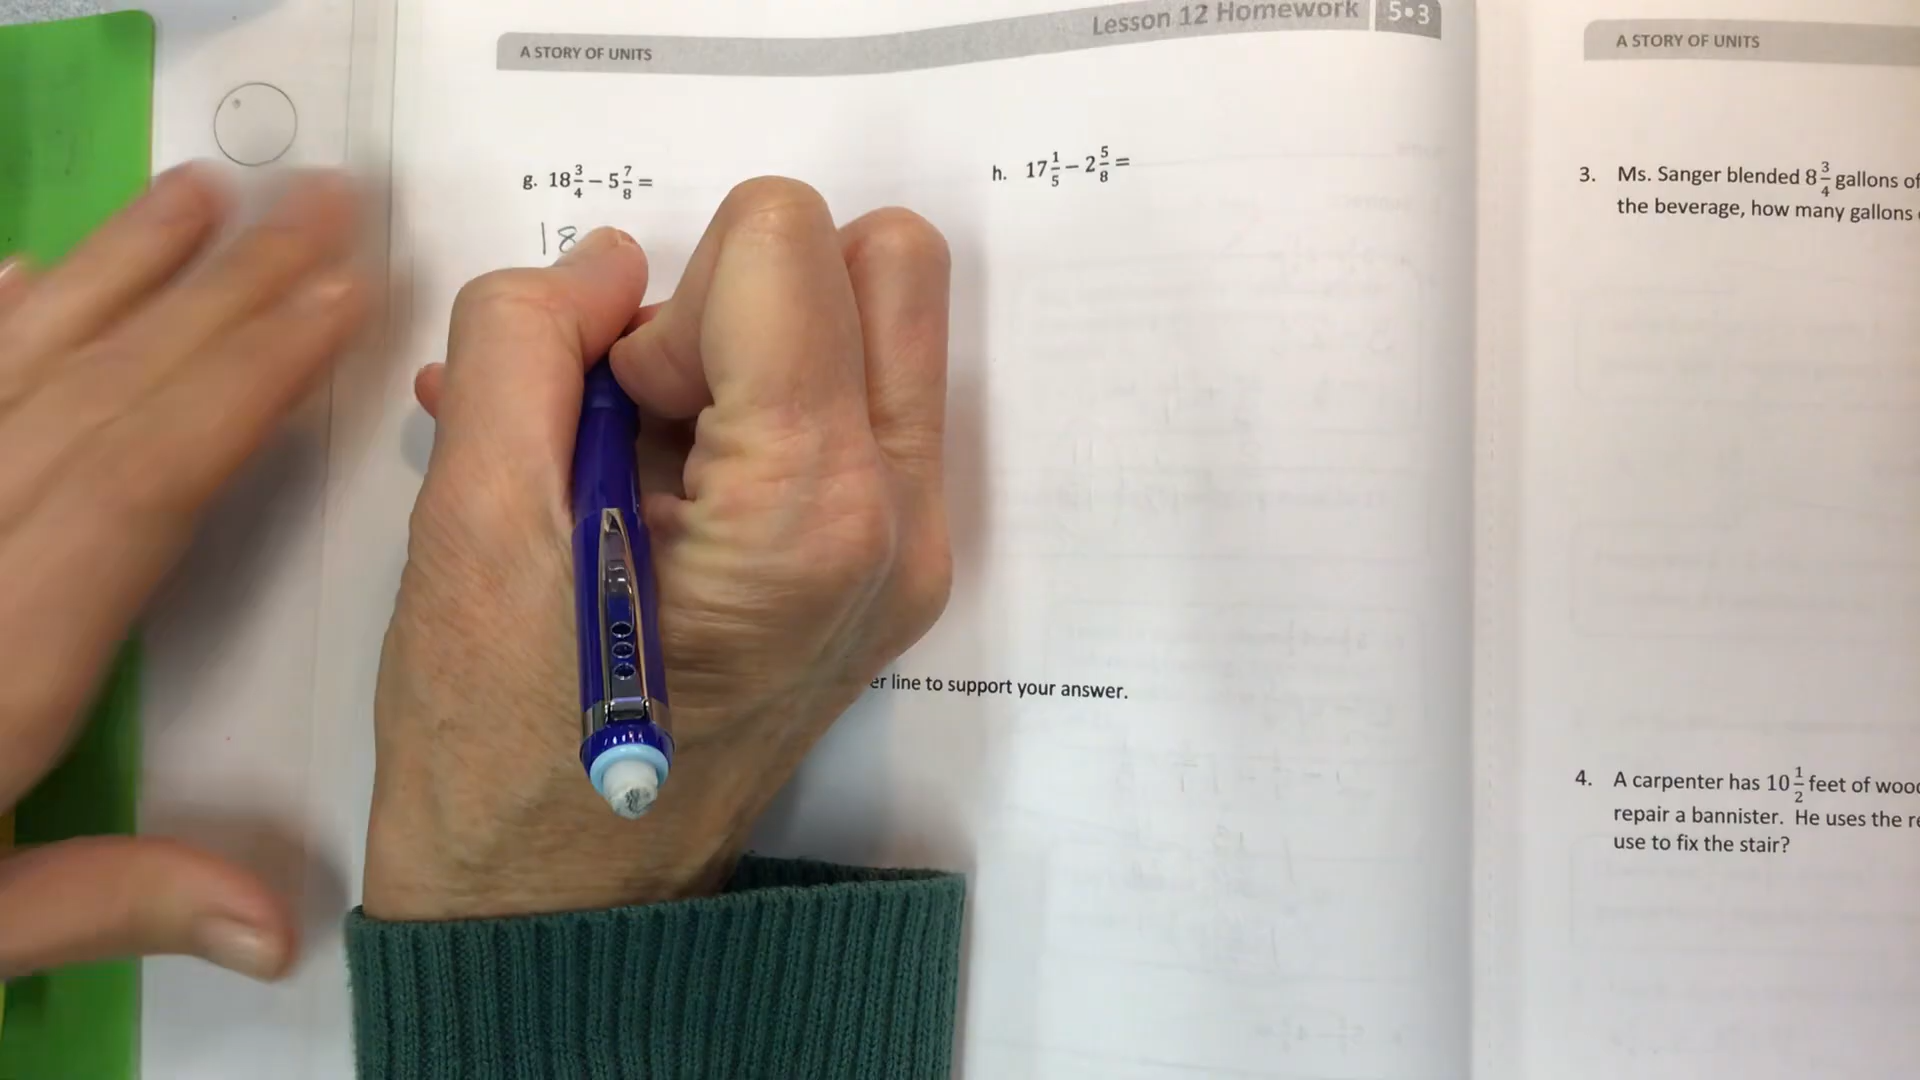 Lesson 12 Homework 5•3
A STORY OF UNITS
g. 18 3/4 − 5 7/8 =
18
h. 17 1/5 − 2 5/8 =
line to support your answer.
A STORY OF UNITS
3. Ms. Sanger blended 8 3/4 gallons of
the beverage, how many gallons
4. A carpenter has 10 1/2 feet of
repair a bannister. He uses the
use to fix the stair?